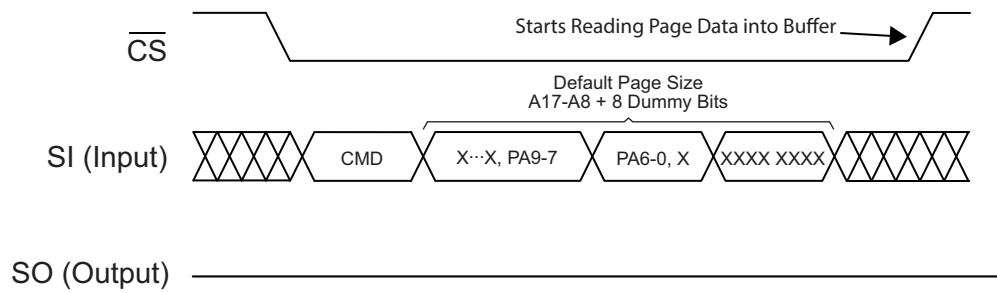 Starts Reading Page Data into Buffer
CS
Default Page Size
A17-A8 + 8 Dummy Bits
SI (Input) CMD X···X, PA9-7 PA6-0, X XXXX XXXX
SO (Output)